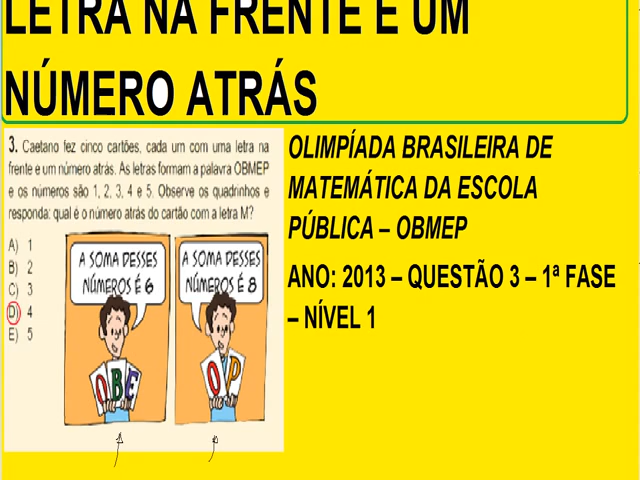 LETRA NA FRENTE E UM
NÚMERO ATRÁS
3. Caetano fez cinco cartões, cada um com uma letra na
frente e um número atrás. As letras formam a palavra OBMEP
e os números são 1, 2, 3, 4 e 5. Observe os quadrinhos e
responda: qual é o número atrás do cartão com a letra M?
A) 1
B) 2
C) 3
D) 4
E) 5
A SOMA DESSES
NÚMEROS É 6
OBE
A SOMA DESSES
NÚMEROS É 8
OP
OLIMPÍADA BRASILEIRA DE
MATEMÁTICA DA ESCOLA
PÚBLICA – OBMEP
ANO: 2013 – QUESTÃO 3 – 1ª FASE
– NÍVEL 1